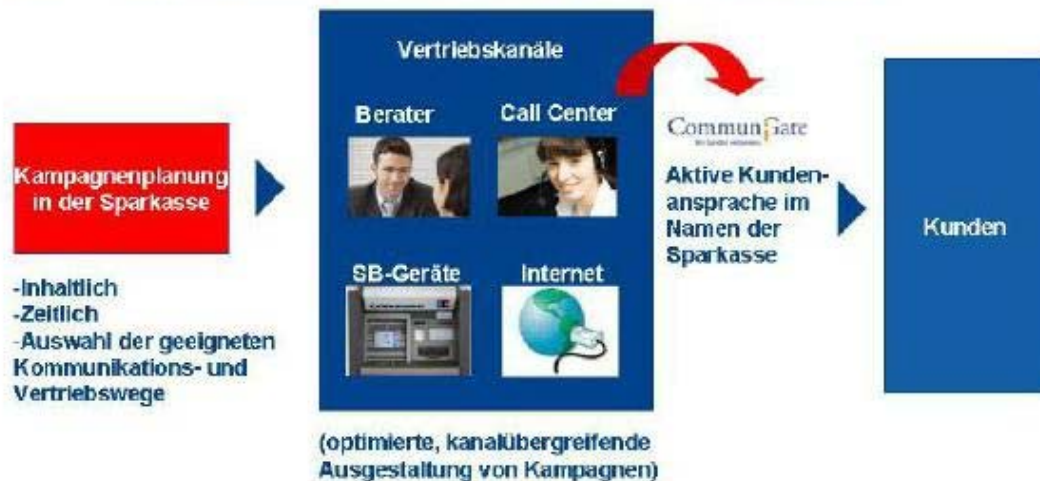 Kampagnenplanung
in der Sparkasse
-Inhaltlich
-Zeitlich
-Auswahl der geeigneten
Kommunikations- und
Vertriebswege
Vertriebskanäle
Berater
Call Center
SB-Geräte
Internet
(optimierte, kanalübergreifende
Ausgestaltung von Kampagnen)
CommuniGate
Aktive Kunden-
ansprache im
Namen der
Sparkasse
Kunden